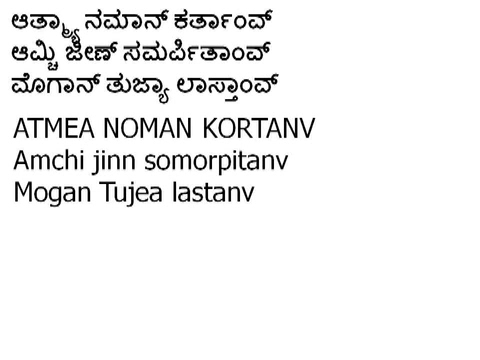 ಆತ್ಮ್ಯಾ ನಮಾನ್ ಕರ್ತಾಂವ್
ಆಮ್ಚಿ ಜೀಣ್ ಸಮರ್ಪಿತಾಂವ್
ಮೊಗಾನ್ ತುಜ್ಯಾ ಲಾಸ್ತಾಂವ್
ATMEA NOMAN KORTANV
Amchi jinn somorpitanv
Mogan Tujea lastanv